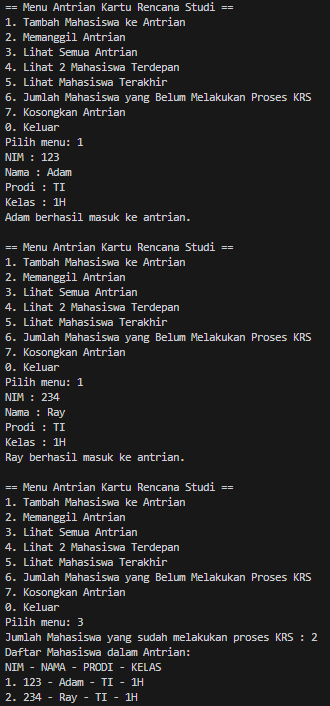 == Menu Antrian Kartu Rencana Studi ==
1. Tambah Mahasiswa ke Antrian
2. Memanggil Antrian
3. Lihat Semua Antrian
4. Lihat 2 Mahasiswa Terdepan
5. Lihat Mahasiswa Terakhir
6. Jumlah Mahasiswa yang Belum Melakukan Proses KRS
7. Kosongkan Antrian
0. Keluar
Pilih menu: 1
NIM : 123
Nama : Adam
Prodi : TI
Kelas : 1H
Adam berhasil masuk ke antrian.

== Menu Antrian Kartu Rencana Studi ==
1. Tambah Mahasiswa ke Antrian
2. Memanggil Antrian
3. Lihat Semua Antrian
4. Lihat 2 Mahasiswa Terdepan
5. Lihat Mahasiswa Terakhir
6. Jumlah Mahasiswa yang Belum Melakukan Proses KRS
7. Kosongkan Antrian
0. Keluar
Pilih menu: 1
NIM : 234
Nama : Ray
Prodi : TI
Kelas : 1H
Ray berhasil masuk ke antrian.

== Menu Antrian Kartu Rencana Studi ==
1. Tambah Mahasiswa ke Antrian
2. Memanggil Antrian
3. Lihat Semua Antrian
4. Lihat 2 Mahasiswa Terdepan
5. Lihat Mahasiswa Terakhir
6. Jumlah Mahasiswa yang Belum Melakukan Proses KRS
7. Kosongkan Antrian
0. Keluar
Pilih menu: 3
Jumlah Mahasiswa yang sudah melakukan proses KRS : 2
Daftar Mahasiswa dalam Antrian:
NIM - NAMA - PRODI - KELAS
1. 123 - Adam - TI - 1H
2. 234 - Ray - TI - 1H